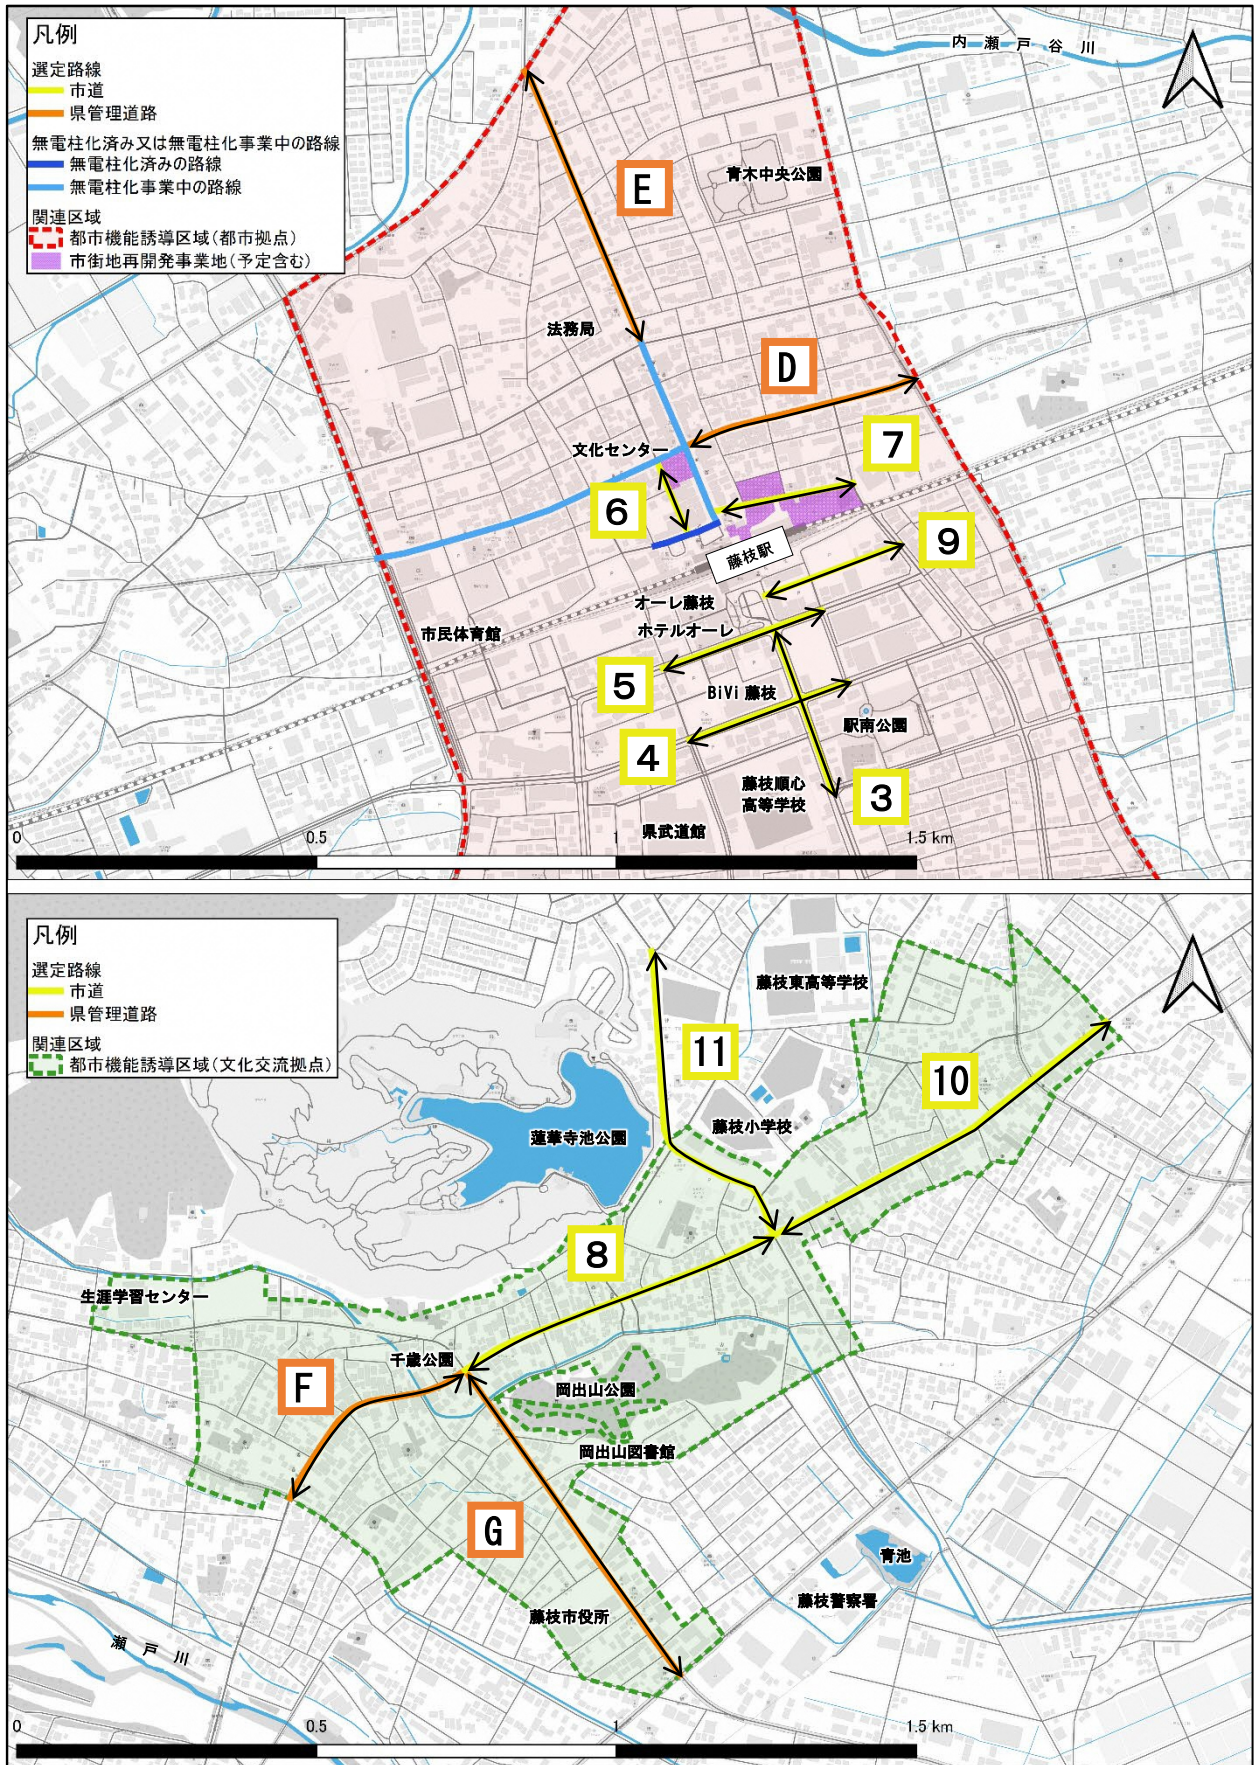 凡例
選定路線
市道
県管理道路
無電柱化済み又は無電柱化事業中の路線
無電柱化済みの路線
無電柱化事業中の路線
関連区域
都市機能誘導区域(都市拠点)
市街地再開発事業地(予定含む)
内瀬戸谷川
青木中央公園
E
法務局
D
7
文化センター
6
藤枝駅
9
オーレ藤枝
ホテルオーレ
市民体育館
5
BiVi 藤枝
駅南公園
4
藤枝順心
高等学校
3
県武道館
0
0.5
1
1.5 km
凡例
選定路線
市道
県管理道路
関連区域
都市機能誘導区域(文化交流拠点)
藤枝東高等学校
11
10
藤枝小学校
蓮華寺池公園
8
生涯学習センター
千歳公園
F
岡出山公園
岡出山図書館
G
青池
藤枝警察署
藤枝市役所
瀬戸川
0
0.5
1
1.5 km